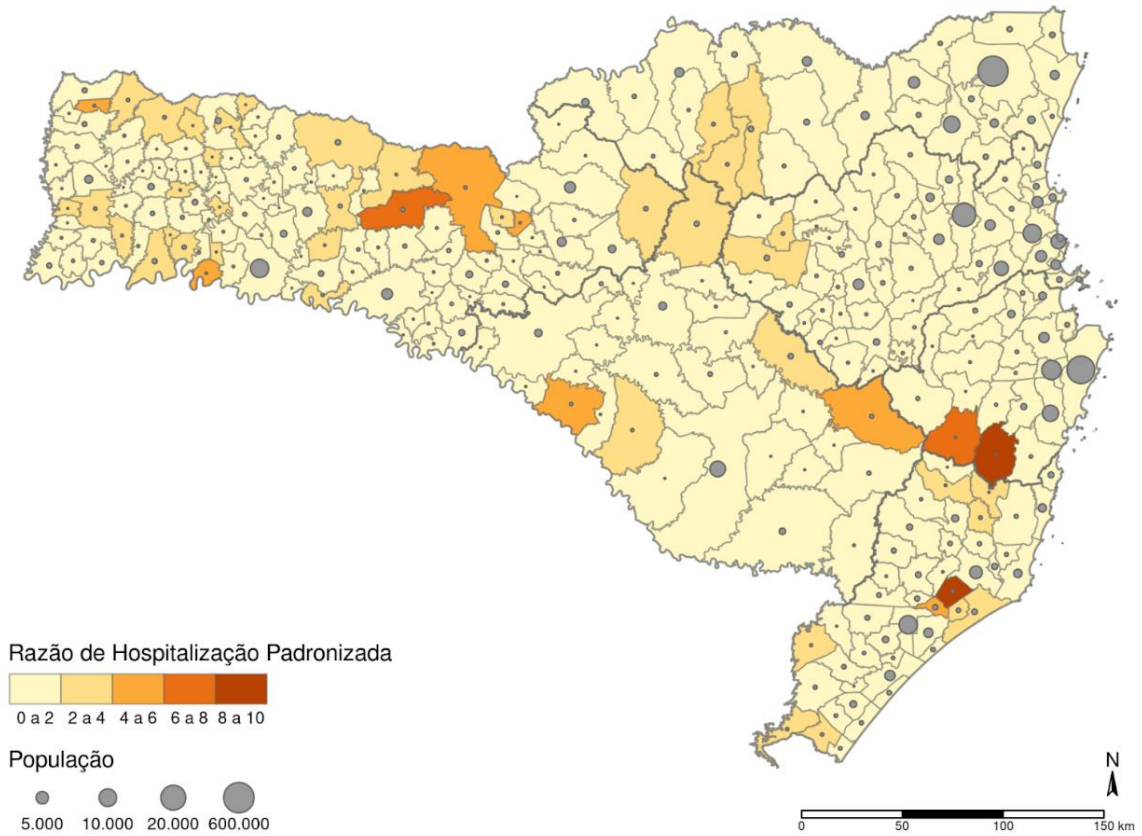 Razão de Hospitalização Padronizada
0 a 2 2 a 4 4 a 6 6 a 8 8 a 10
População
5.000 10.000 20.000 600.000
N
0 50 100 150 km